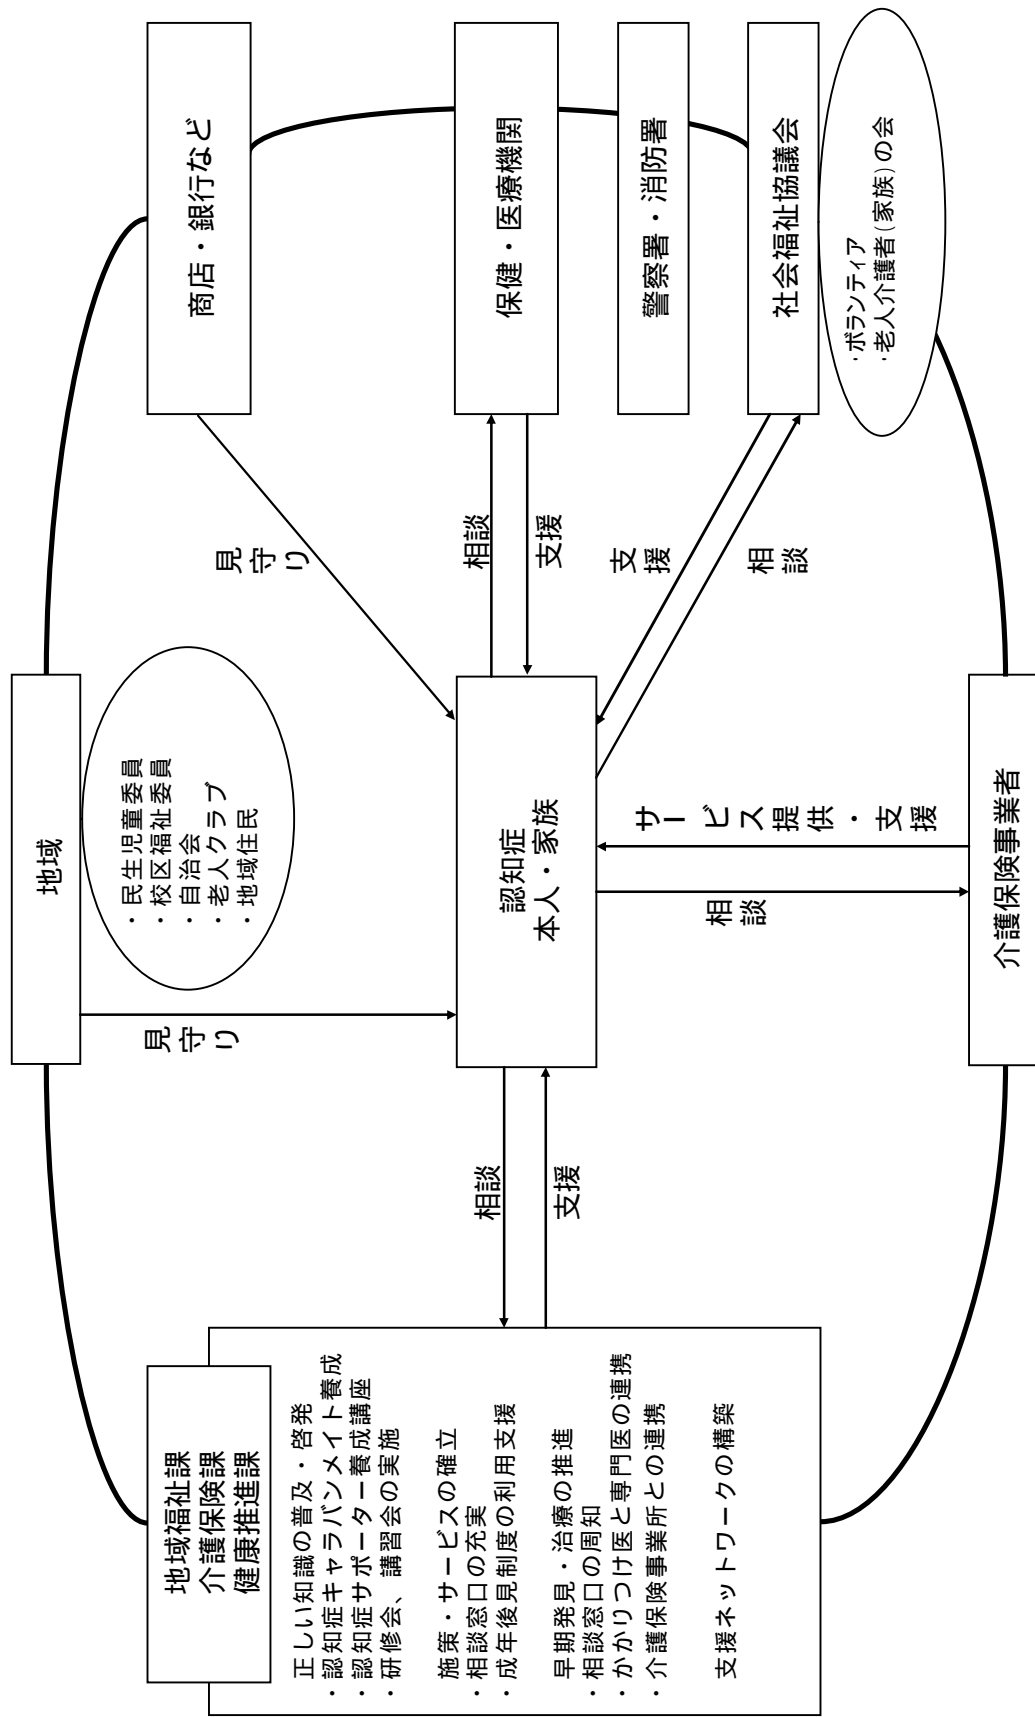 地域
・民生児童委員
・校区福祉委員
・自治会
・老人クラブ
・地域住民
地域福祉課
介護保険課
健康推進課
正しい知識の普及・啓発
・認知症キャラバンメイト養成
・認知症サポーター養成講座
・研修会、講習会の実施
施策・サービスの確立
・相談窓口の充実
・成年後見制度の利用支援
早期発見・治療の推進
・相談窓口の周知
・かかりつけ医と専門医の連携
・介護保険事業所との連携
支援ネットワークの構築
見守り
相談
支援
認知症
本人・家族
見守り
相談
支援
支援
相談
相談
サービス提供・支援
商店・銀行など
保健・医療機関
警察署・消防署
社会福祉協議会
・ボランティア
・老人介護者(家族)の会
介護保険事業者